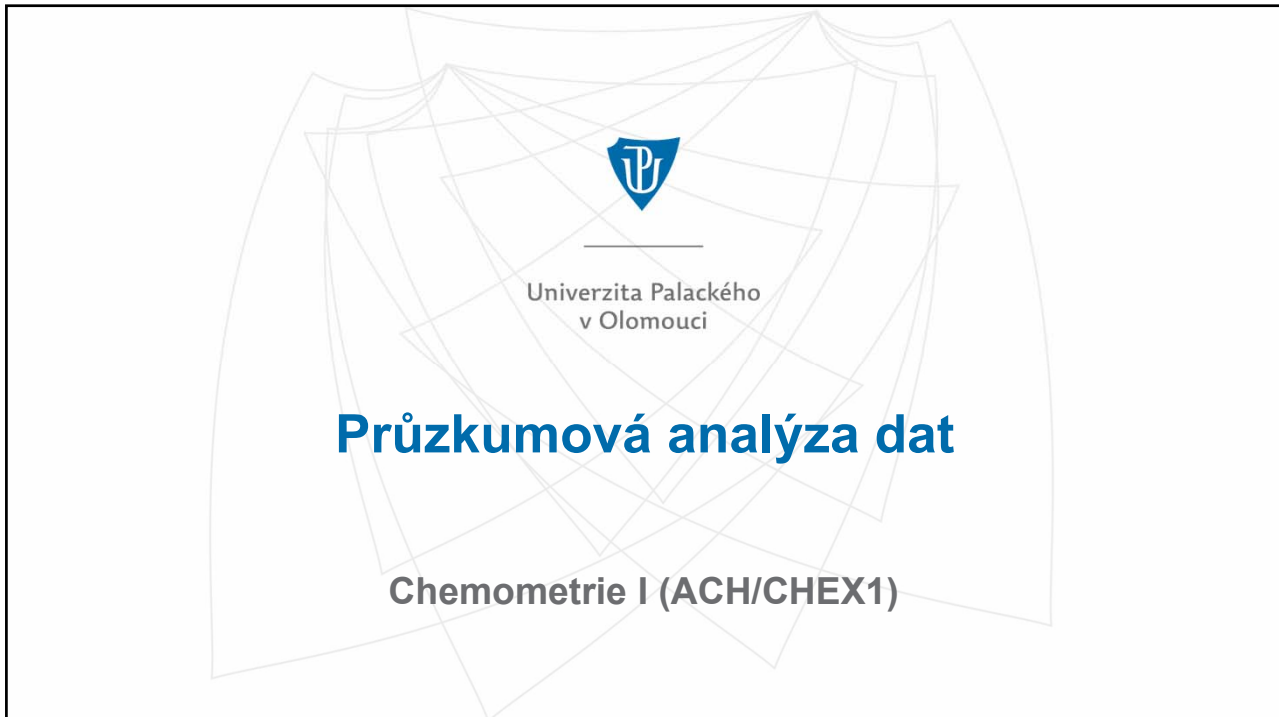 Univerzita Palackého
v Olomouci
Průzkumová analýza dat
Chemometrie I (ACH/CHEX1)